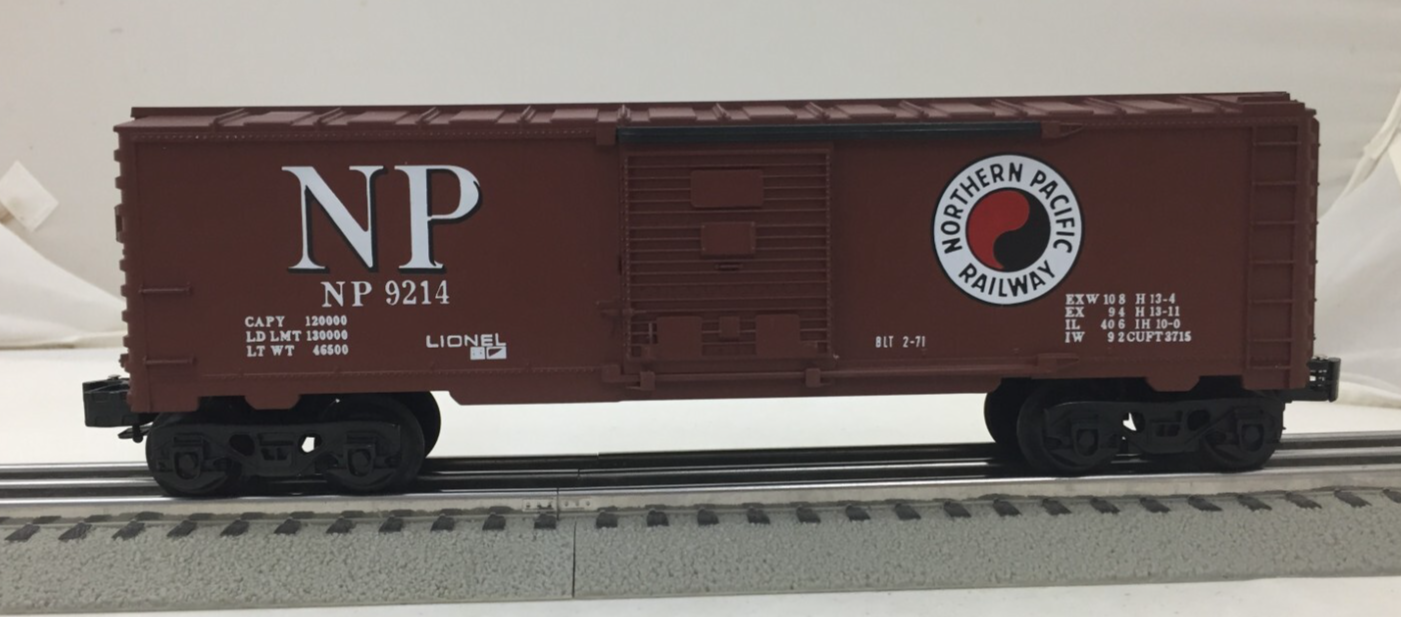 NP
NP 9214
CAPY 120000
LD LMT 130000
LT WT 46500
LIONEL
BLT 2-71
NORTHERN PACIFIC
RAILWAY
EXW 10 8 H 13-4
EX 9 4 H 13-11
IL 40 6 IH 10-0
IW 9 2 CUFT 3715